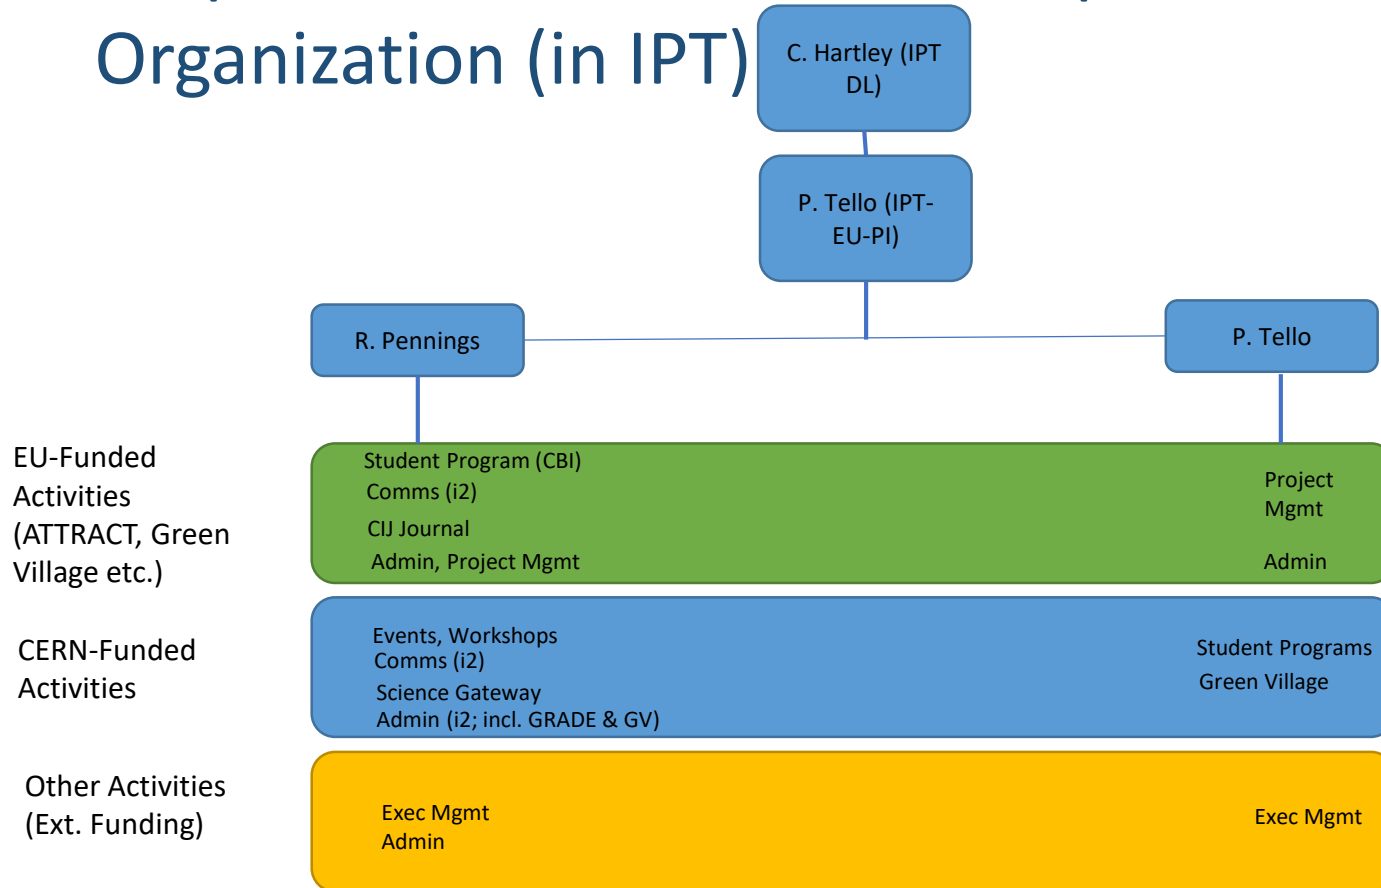 Organization (in IPT)
C. Hartley (IPT
DL)
P. Tello (IPT-
EU-PI)
R. Pennings
P. Tello
EU-Funded
Activities
(ATTRACT, Green
Village etc.)
Student Program (CBI)
Comms (i2)
CIJ Journal
Admin, Project Mgmt
Project
Mgmt
Admin
CERN-Funded
Activities
Events, Workshops
Comms (i2)
Science Gateway
Admin (i2; incl. GRADE & GV)
Student Programs
Green Village
Other Activities
(Ext. Funding)
Exec Mgmt
Admin
Exec Mgmt